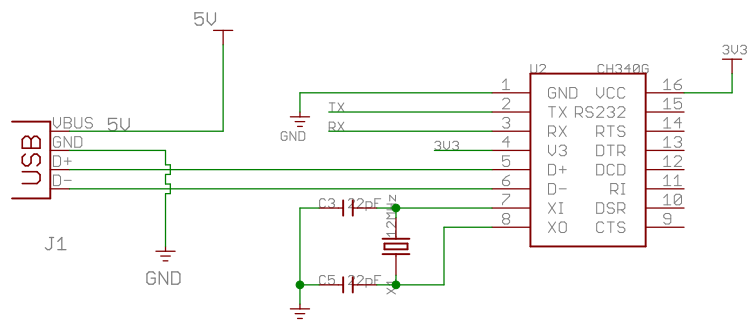 5V
3V3
U2 CH340G
1 GND VCC 16
TX 2 TX RS232 15
RX 3 RX RTS 14
GND
3V3 4 V3 DTR 13
5 D+ DCD 12
6 D- RI 11
7 XI DSR 10
8 XO CTS 9
VBUS 5V
GND
D+
D-
USB
J1
GND
C3 22pF
12MHz
C5 22pF